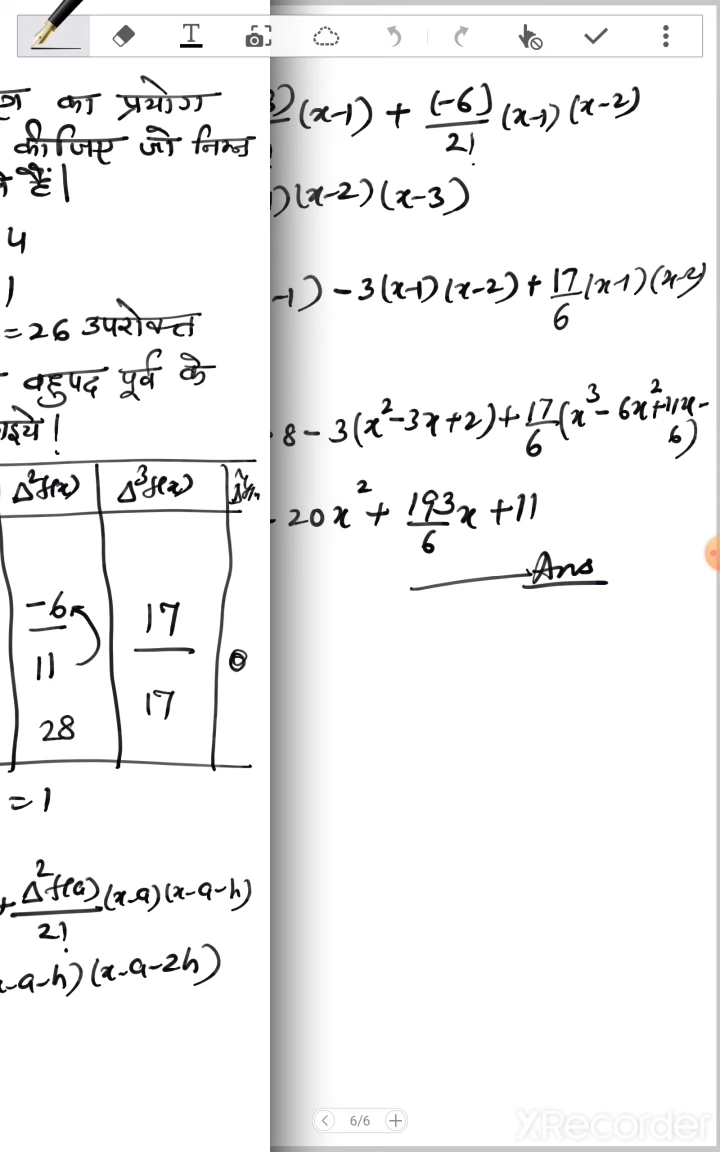 T
का प्रयोग
कीजिए जो निम्न
हैं।
4
1
=26 उपरोक्त
बहुपद पूर्व के
Δ²f(x) Δ³f(x)
-6 17
11
17
28
=1
+ Δ²f(a)/2! (x-a)(x-a-h)
-a-h)(x-a-2h)
(x-1) + (-6)/2! (x-1)(x-2)
)(x-2)(x-3)
-1) - 3(x-1)(x-2) + 17/6 (x-1)(x-2)
8 - 3(x²-3x+2) + 17/6 (x³-6x²+11x-6)
- 20x² + 193/6 x + 11
Ans
6/6
XRecorder